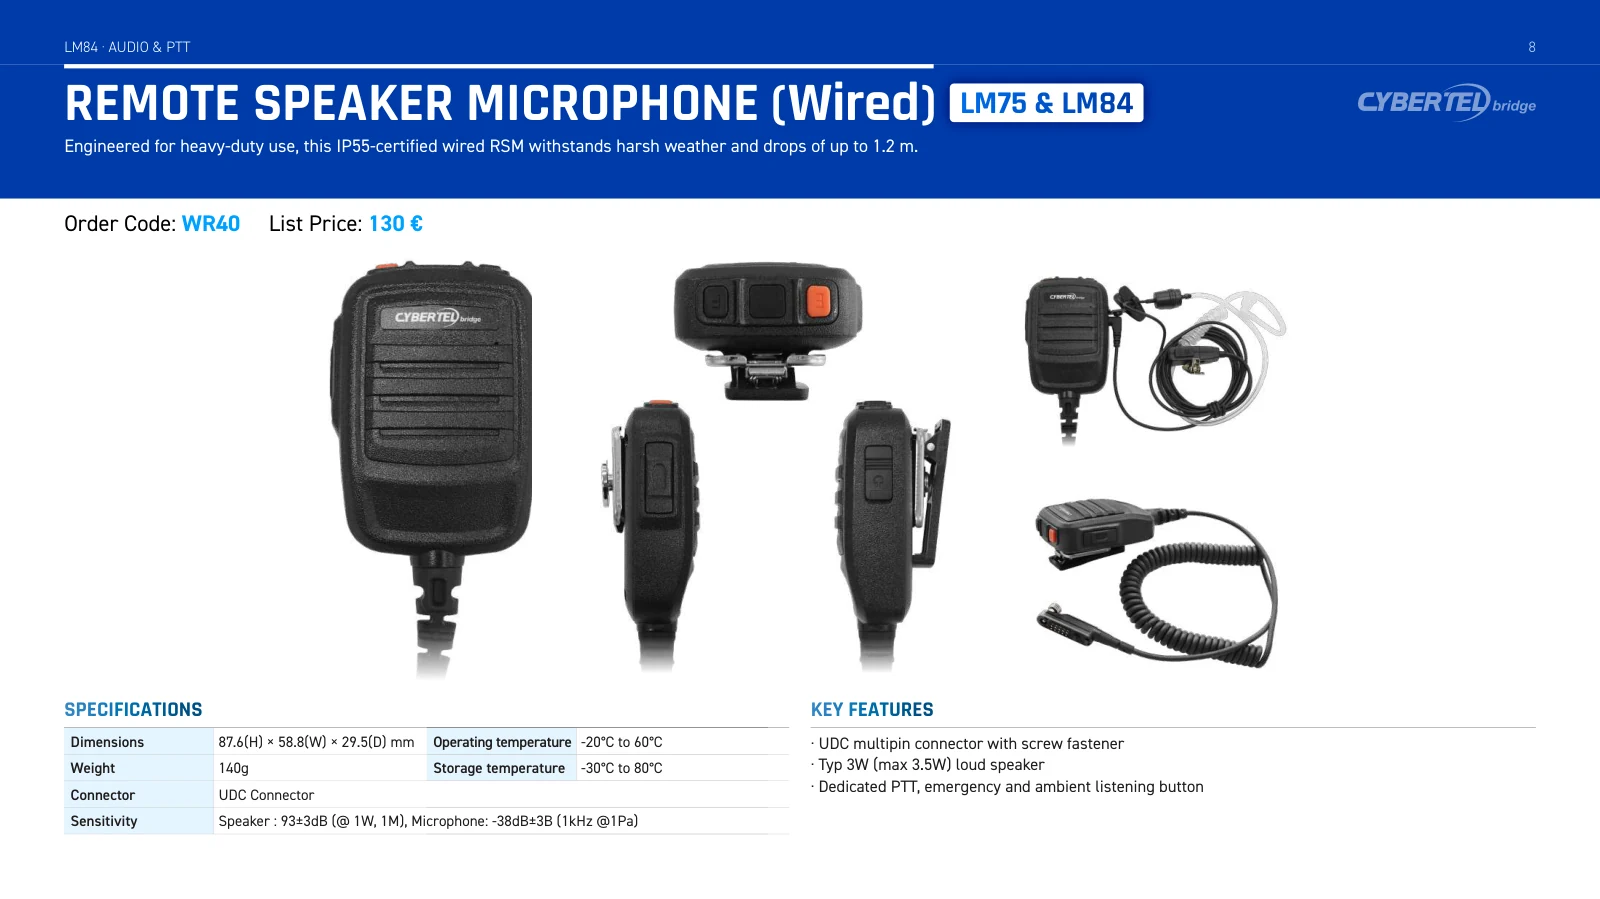 LM84 · AUDIO & PTT
8
REMOTE SPEAKER MICROPHONE (Wired) LM75 & LM84
CYBERTEL bridge
Engineered for heavy-duty use, this IP55-certified wired RSM withstands harsh weather and drops of up to 1.2 m.
Order Code: WR40 List Price: 130 €
CYBERTEL bridge
SPECIFICATIONS
Dimensions 87.6(H) × 58.8(W) × 29.5(D) mm Operating temperature -20°C to 60°C
Weight 140g Storage temperature -30°C to 80°C
Connector UDC Connector
Sensitivity Speaker : 93±3dB (@ 1W, 1M), Microphone: -38dB±3B (1kHz @1Pa)
KEY FEATURES
· UDC multipin connector with screw fastener
· Typ 3W (max 3.5W) loud speaker
· Dedicated PTT, emergency and ambient listening button